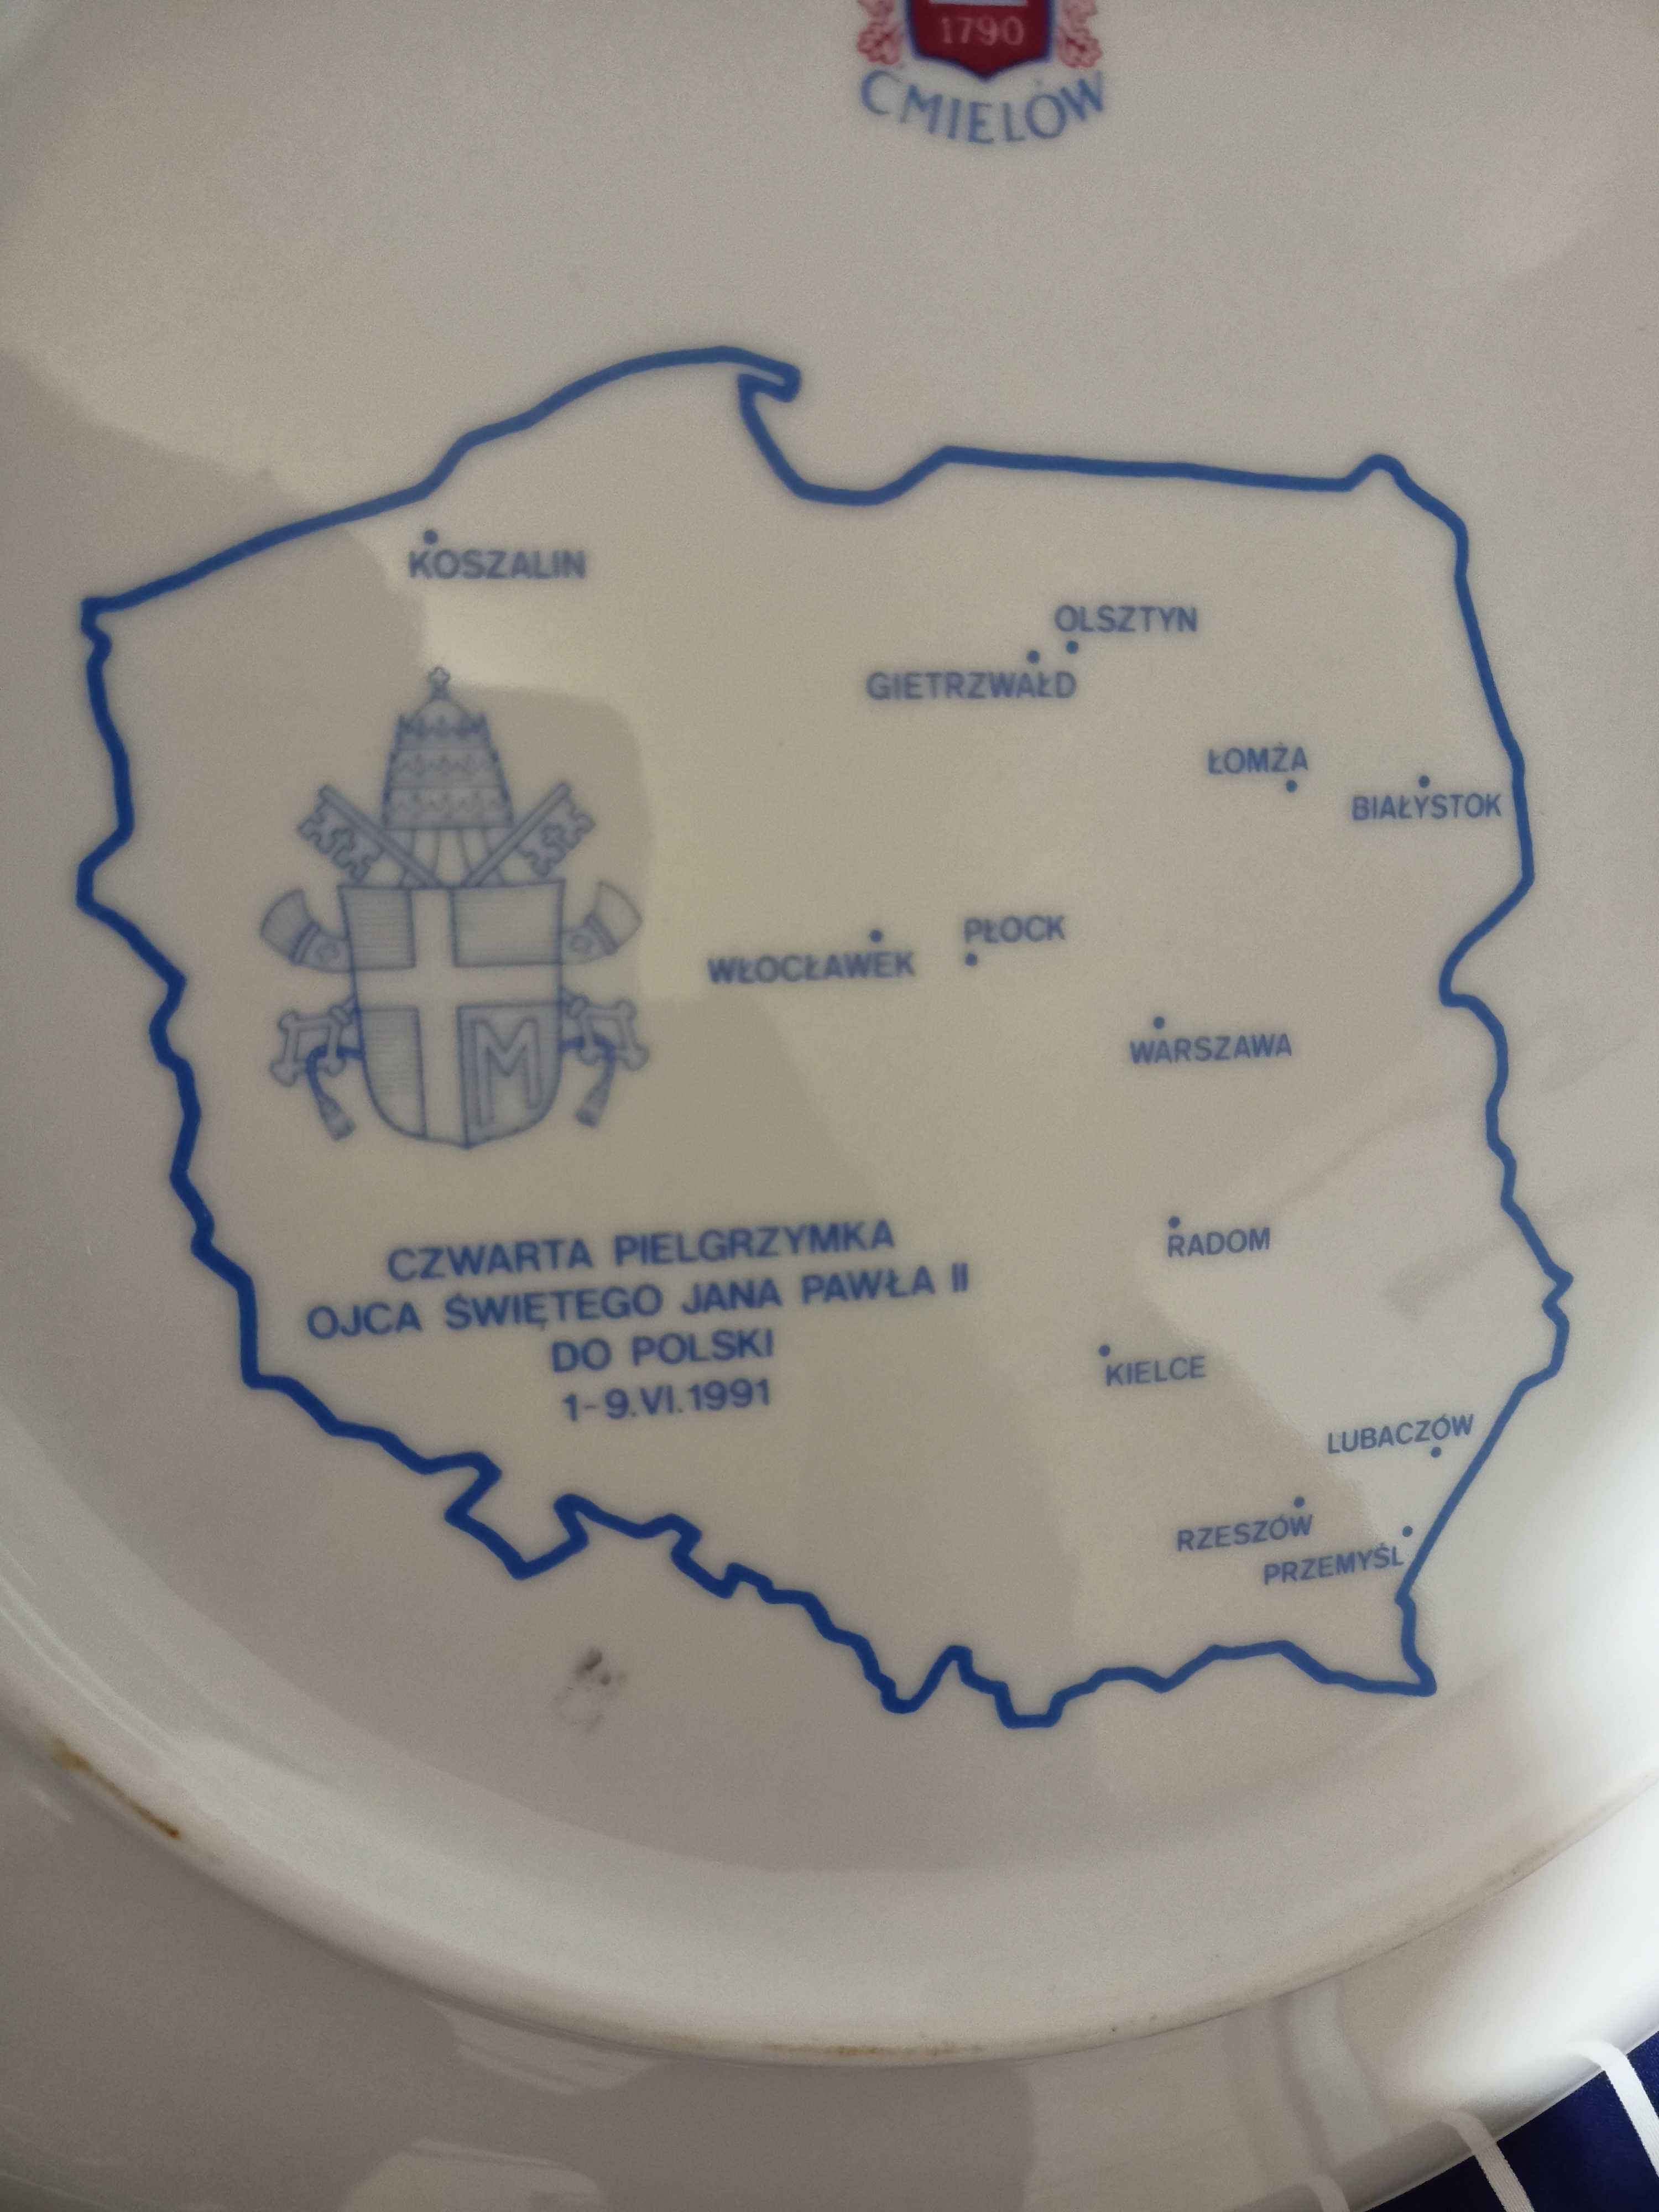 1790
ĆMIELÓW
KOSZALIN
OLSZTYN
GIETRZWAŁD
ŁOMŻA
BIAŁYSTOK
PŁOCK
WŁOCŁAWEK
WARSZAWA
M
CZWARTA PIELGRZYMKA
OJCA ŚWIĘTEGO JANA PAWŁA II
DO POLSKI
1-9.VI.1991
RADOM
KIELCE
LUBACZÓW
RZESZÓW
PRZEMYŚL